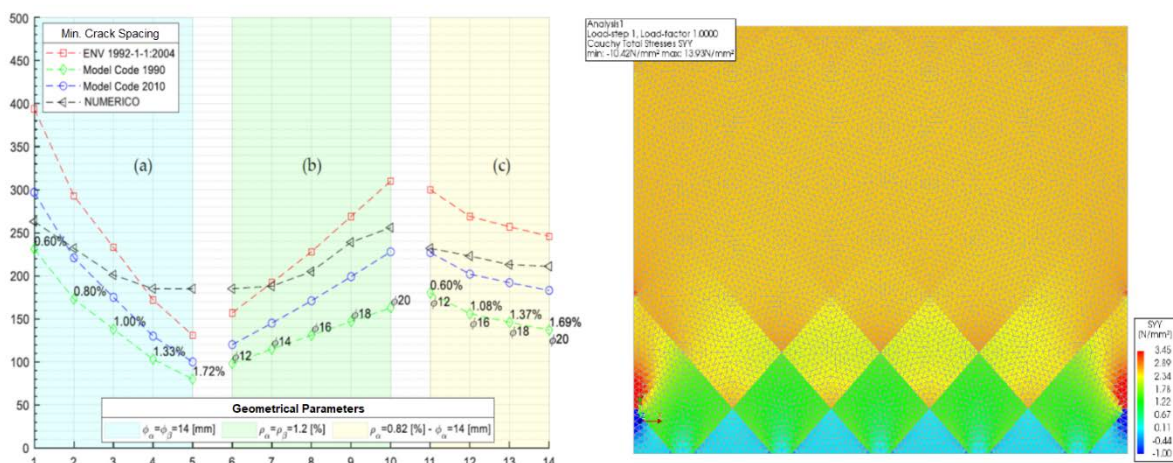 500
450
400
350
300
250
200
150
100
50
0
Min. Crack Spacing
ENV 1992-1-1:2004
Model Code 1990
Model Code 2010
NUMERICO
(a)
(b)
(c)
0.60%
0.80%
1.00%
1.33%
1.72%
ϕ12
ϕ14
ϕ16
ϕ18
ϕ20
0.60%
ϕ12
1.08%
ϕ16
1.37%
ϕ18
1.69%
ϕ20
Geometrical Parameters
ϕα=ϕβ=14 [mm] ρα=ρβ=1.2 [%] ρα=0.82 [%] - ϕα=14 [mm]
1 2 3 4 5 6 7 8 9 10 11 12 13 14
Analysis1
Load-step 1, Load-factor 1.0000
Cauchy Total Stresses SYY
min: -10.42N/mm² max: 13.93N/mm²
SYY
[N/mm²]
3.45
2.89
2.34
1.78
1.22
0.67
0.11
-0.44
-1.00